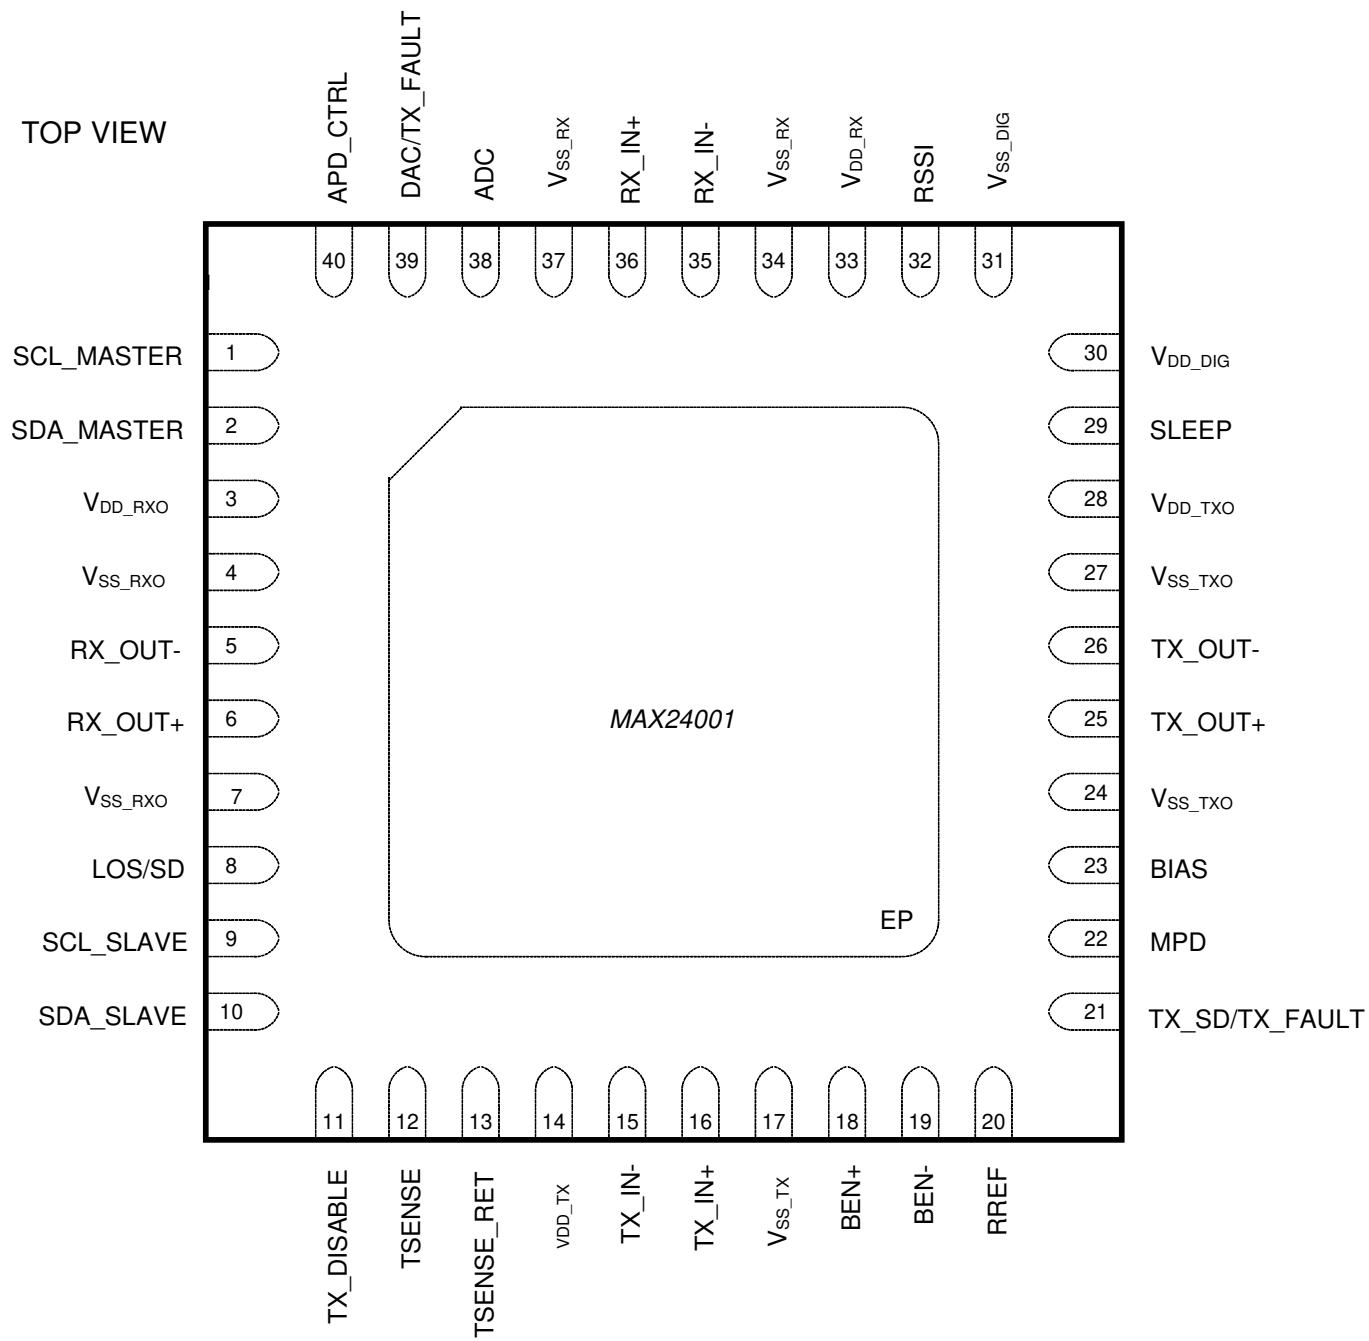 TOP VIEW
APD_CTRL
DAC/TX_FAULT
ADC
VSS_RX
RX_IN+
RX_IN-
VSS_RX
VDD_RX
RSSI
VSS_DIG
40
39
38
37
36
35
34
33
32
31
SCL_MASTER 1
SDA_MASTER 2
VDD_RXO 3
VSS_RXO 4
RX_OUT- 5
RX_OUT+ 6
VSS_RXO 7
LOS/SD 8
SCL_SLAVE 9
SDA_SLAVE 10
MAX24001
EP
30 VDD_DIG
29 SLEEP
28 VDD_TXO
27 VSS_TXO
26 TX_OUT-
25 TX_OUT+
24 VSS_TXO
23 BIAS
22 MPD
21 TX_SD/TX_FAULT
11
12
13
14
15
16
17
18
19
20
TX_DISABLE
TSENSE
TSENSE_RET
VDD_TX
TX_IN-
TX_IN+
VSS_TX
BEN+
BEN-
RREF